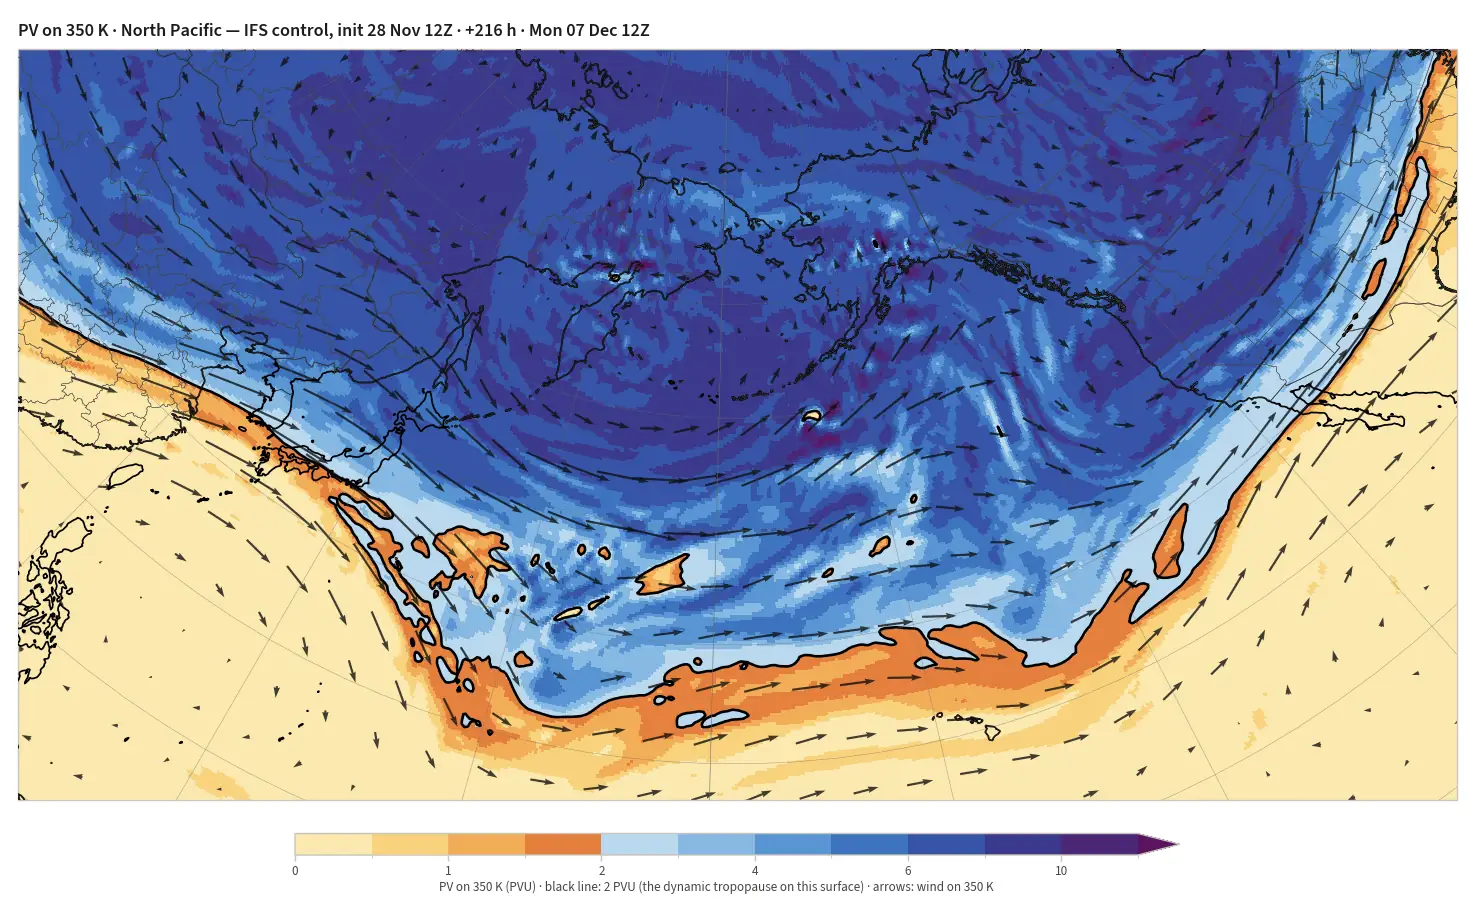 PV on 350 K · North Pacific — IFS control, init 28 Nov 12Z · +216 h · Mon 07 Dec 12Z
0 1 2 4 6 10
PV on 350 K (PVU) · black line: 2 PVU (the dynamic tropopause on this surface) · arrows: wind on 350 K